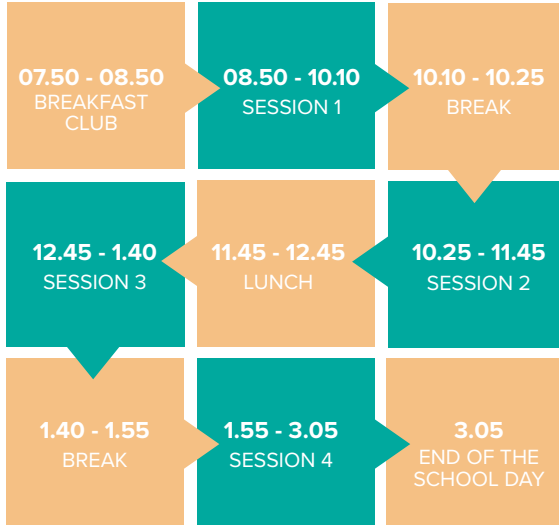 07.50 - 08.50
BREAKFAST
CLUB
08.50 - 10.10
SESSION 1
10.10 - 10.25
BREAK
10.25 - 11.45
SESSION 2
11.45 - 12.45
LUNCH
12.45 - 1.40
SESSION 3
1.40 - 1.55
BREAK
1.55 - 3.05
SESSION 4
3.05
END OF THE
SCHOOL DAY